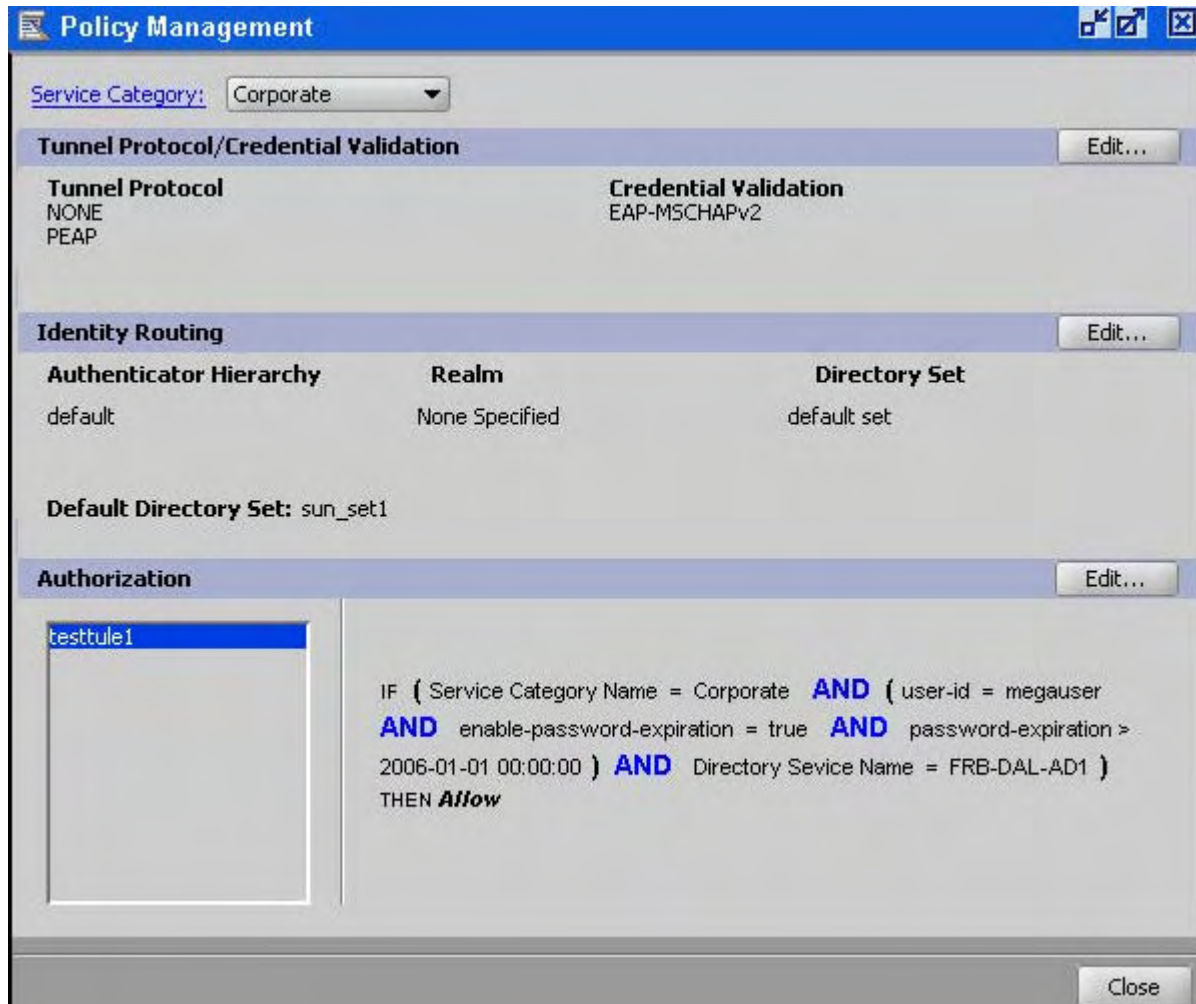 Policy Management
Service Category: Corporate
Tunnel Protocol/Credential Validation Edit...
Tunnel Protocol Credential Validation
NONE EAP-MSCHAPv2
PEAP
Identity Routing Edit...
Authenticator Hierarchy Realm Directory Set
default None Specified default set
Default Directory Set: sun_set1
Authorization Edit...
testtule1
IF ( Service Category Name = Corporate AND ( user-id = megauser
AND enable-password-expiration = true AND password-expiration >
2006-01-01 00:00:00 ) AND Directory Sevice Name = FRB-DAL-AD1 )
THEN Allow
Close